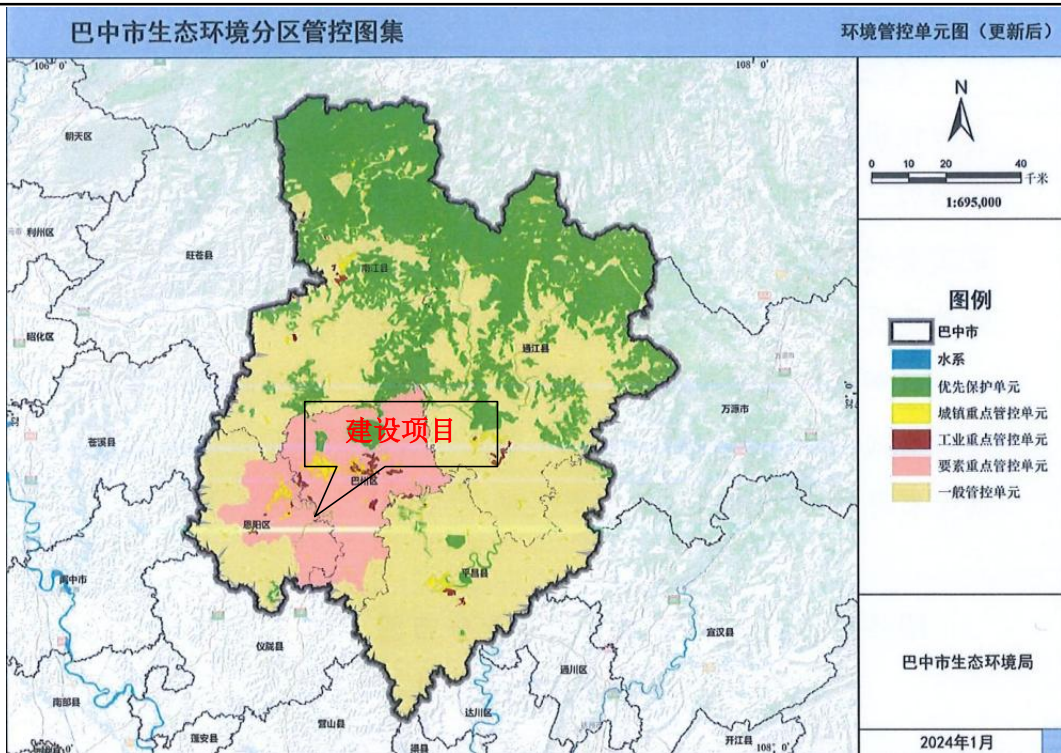 巴中市生态环境分区管控图集
环境管控单元图（更新后）
106°0′
108°0′
N
0 10 20 40
千米
1:695,000
图例
巴中市
水系
优先保护单元
城镇重点管控单元
工业重点管控单元
要素重点管控单元
一般管控单元
朝天区
利州区
旺苍县
南江县
昭化区
通江县
万源市
苍溪县
建设项目
巴州区
恩阳区
阆中市
平昌县
仪陇县
宣汉县
通川区
南部县
达川区
营山县
蓬安县
渠县
开江县
108°0′
巴中市生态环境局
2024年1月